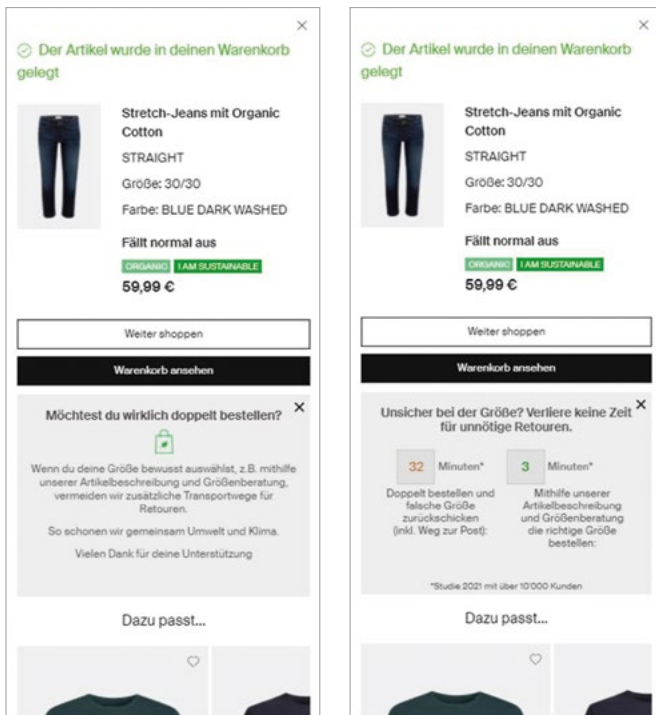 Der Artikel wurde in deinen Warenkorb
gelegt
Stretch-Jeans mit Organic
Cotton
STRAIGHT
Größe: 30/30
Farbe: BLUE DARK WASHED
Fällt normal aus
ORGANIC I AM SUSTAINABLE
59,99 €
Weiter shoppen
Warenkorb ansehen
Möchtest du wirklich doppelt bestellen?
Wenn du deine Größe bewusst auswählst, z.B. mithilfe
unserer Artikelbeschreibung und Größenberatung,
vermeiden wir zusätzliche Transportwege für
Retouren.
So schonen wir gemeinsam Umwelt und Klima.
Vielen Dank für deine Unterstützung
Dazu passt...
Der Artikel wurde in deinen Warenkorb
gelegt
Stretch-Jeans mit Organic
Cotton
STRAIGHT
Größe: 30/30
Farbe: BLUE DARK WASHED
Fällt normal aus
ORGANIC I AM SUSTAINABLE
59,99 €
Weiter shoppen
Warenkorb ansehen
Unsicher bei der Größe? Verliere keine Zeit
für unnötige Retouren.
32 Minuten*
Doppelt bestellen und
falsche Größe
zurückschicken
(inkl. Weg zur Post):
3 Minuten*
Mithilfe unserer
Artikelbeschreibung
und Größenberatung
die richtige Größe
bestellen:
*Studie 2021 mit über 10'000 Kunden
Dazu passt...